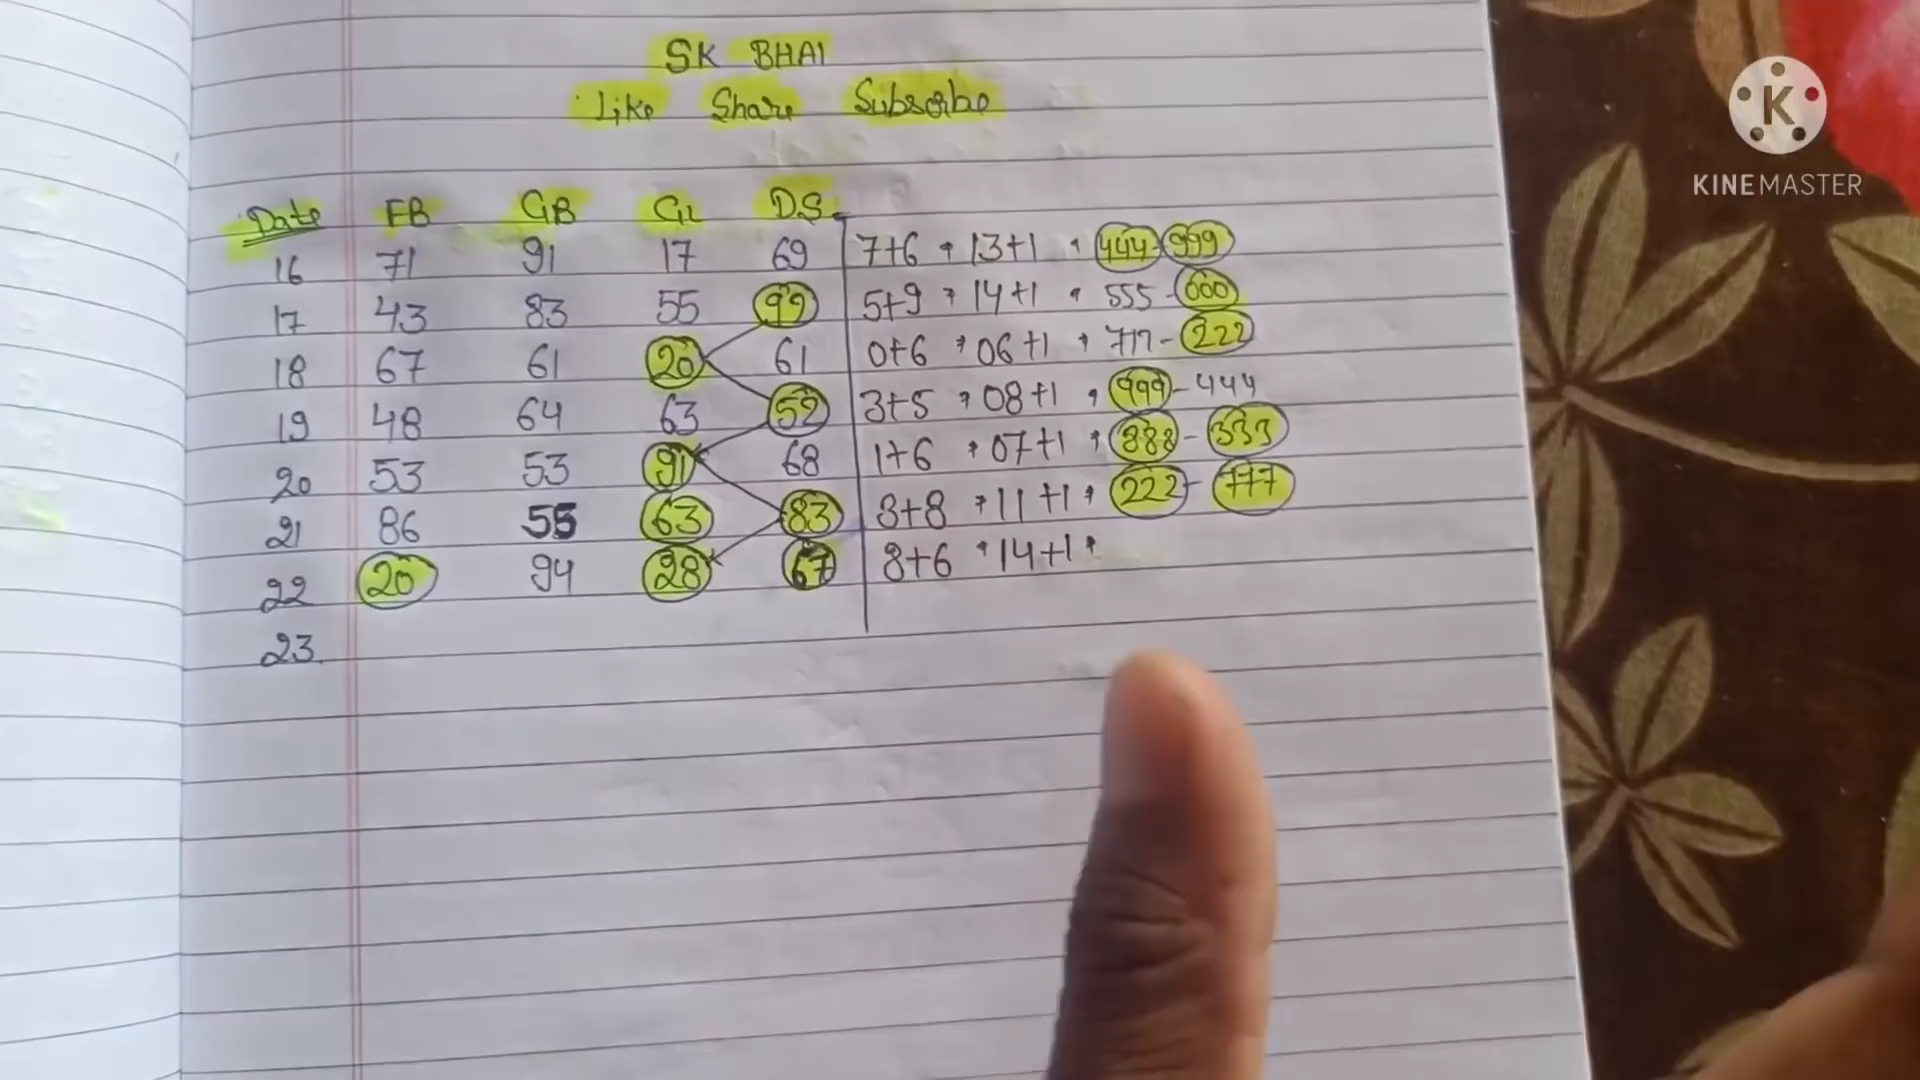 SK BHAI
Like Share Subscribe
K
KINEMASTER
Date FB GB GL D.S.
16 71 91 17 69 7+6 13+1 444-999
17 43 83 55 99 5+9 14+1 555-000
18 67 61 20 61 0+6 06+1 777-222
19 48 64 63 52 3+5 08+1 999-444
20 53 53 91 68 1+6 07+1 888-333
21 86 55 63 83 3+8 11+1 222-777
22 20 94 28 67 8+6 14+1
23